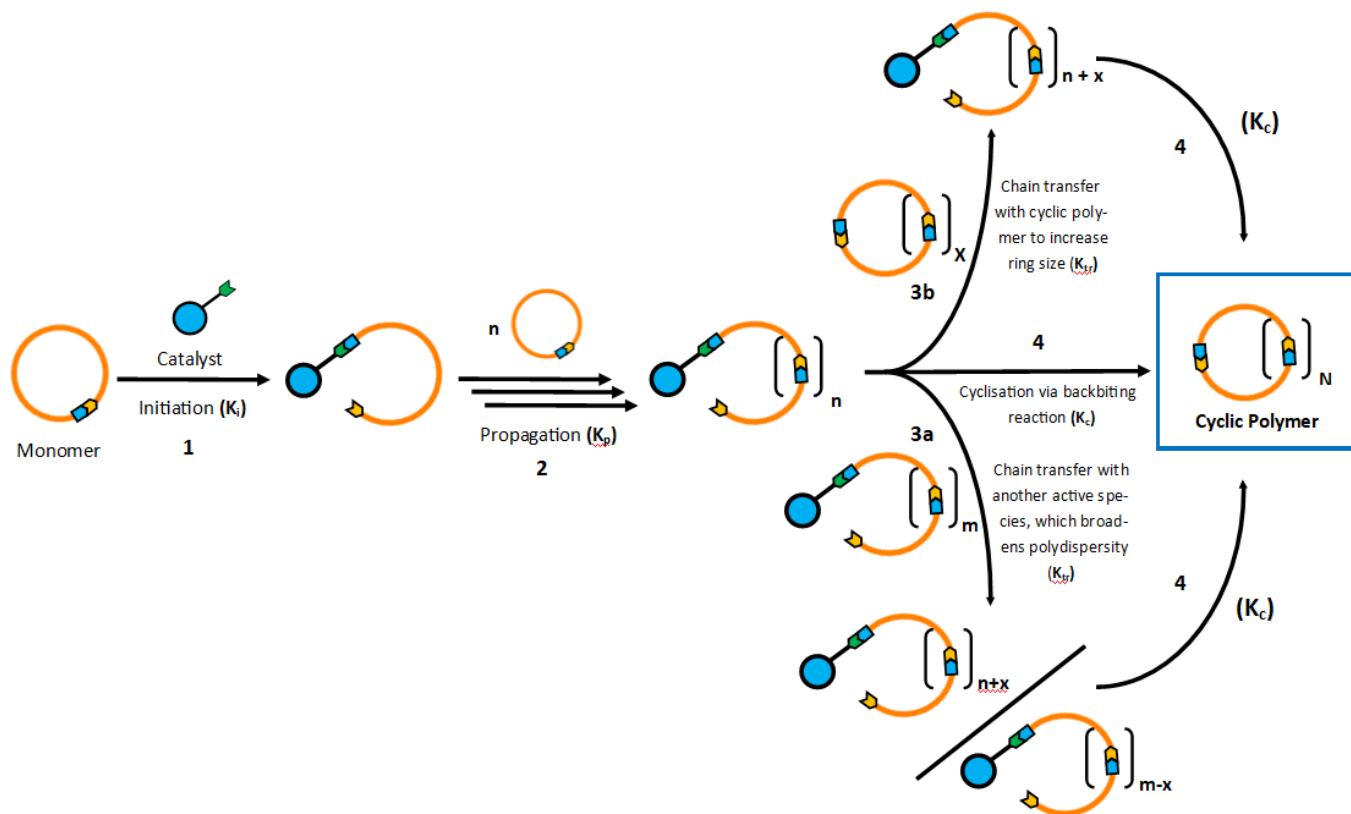 n + x
(Kc)
4
Chain transfer
with cyclic poly-
mer to increase
ring size (Ktr)
X
3b
n
Catalyst
Initiation (Ki)
1
Monomer
Propagation (Kp)
2
n
4
Cyclisation via backbiting
reaction (Kc)
N
Cyclic Polymer
3a
Chain transfer with
another active spe-
cies, which broad-
ens polydispersity
(Ktr)
m
4
(Kc)
n+x
m-x